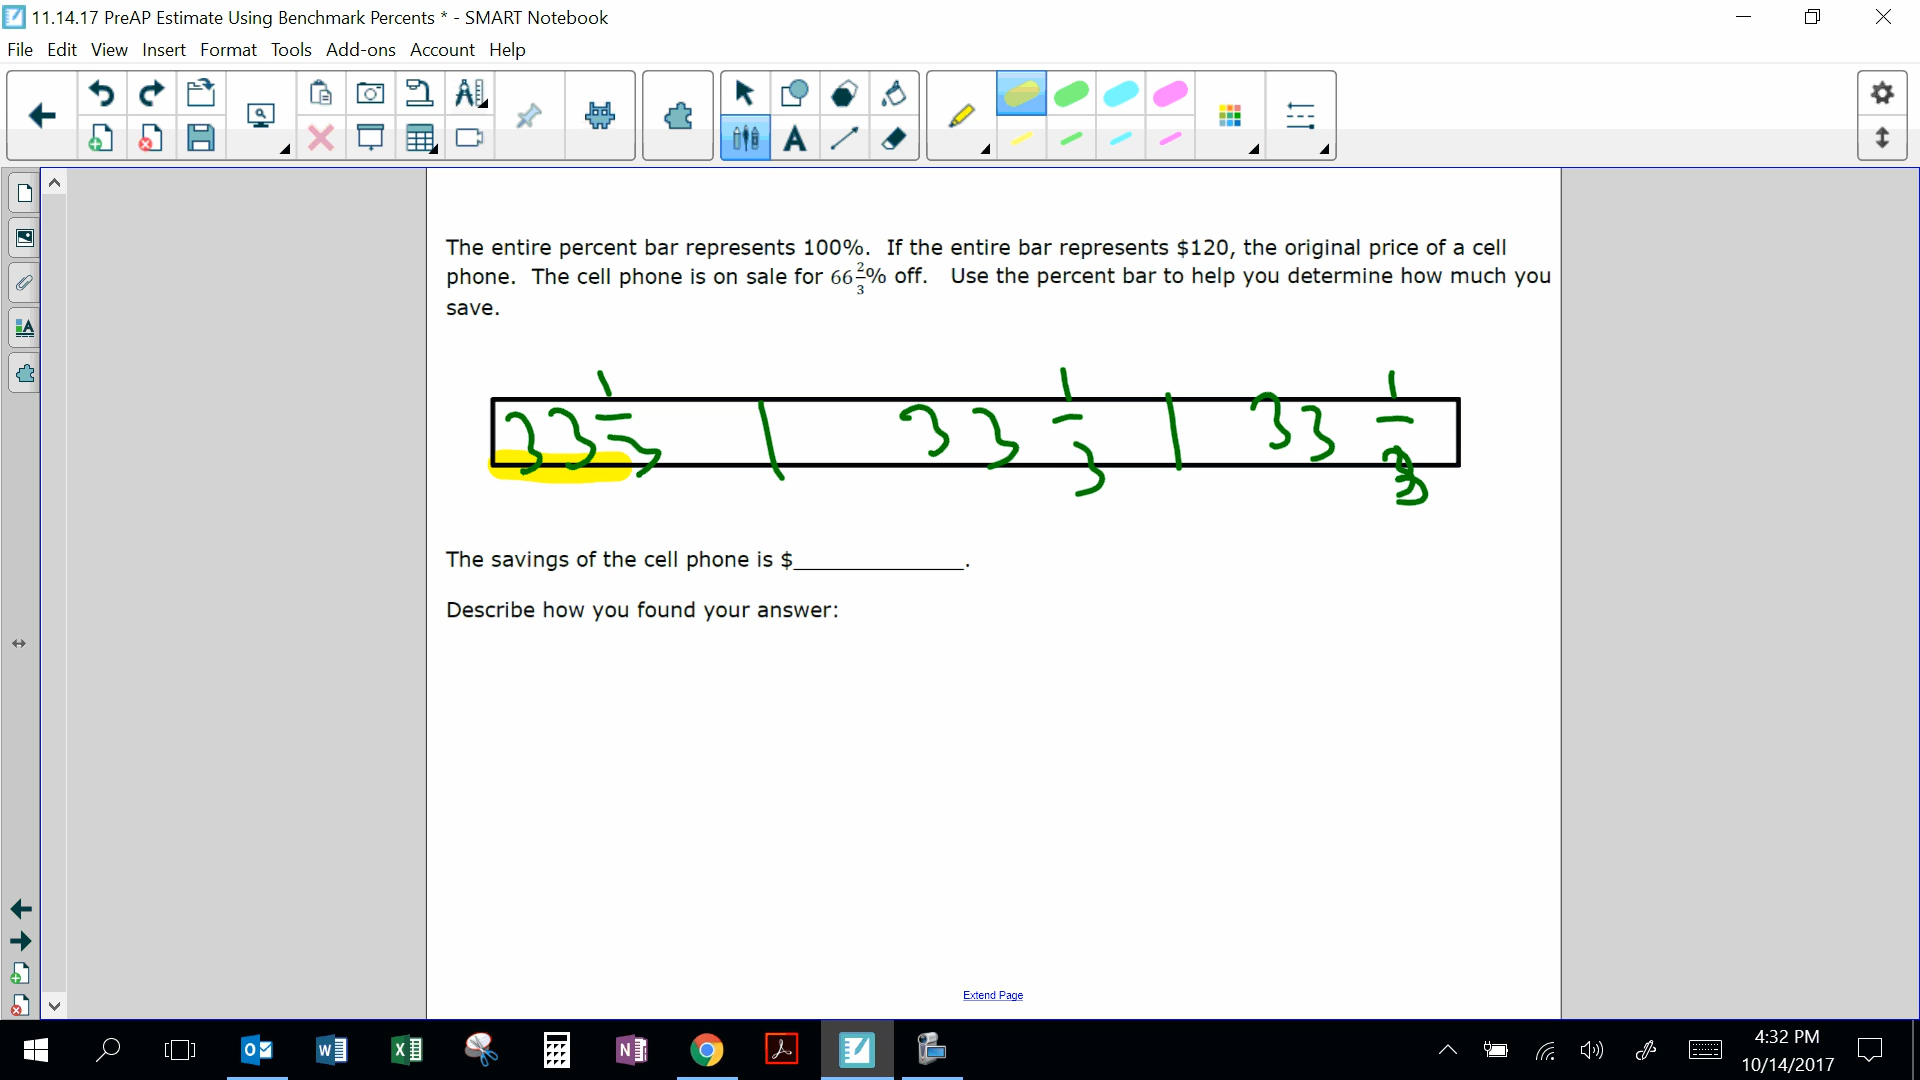 11.14.17 PreAP Estimate Using Benchmark Percents * - SMART Notebook
File Edit View Insert Format Tools Add-ons Account Help
The entire percent bar represents 100%. If the entire bar represents $120, the original price of a cell
phone. The cell phone is on sale for 66 2/3% off. Use the percent bar to help you determine how much you
save.
33 1/3 | 33 1/3 | 33 1/3
The savings of the cell phone is $_______________.
Describe how you found your answer:
Extend Page
4:32 PM
10/14/2017